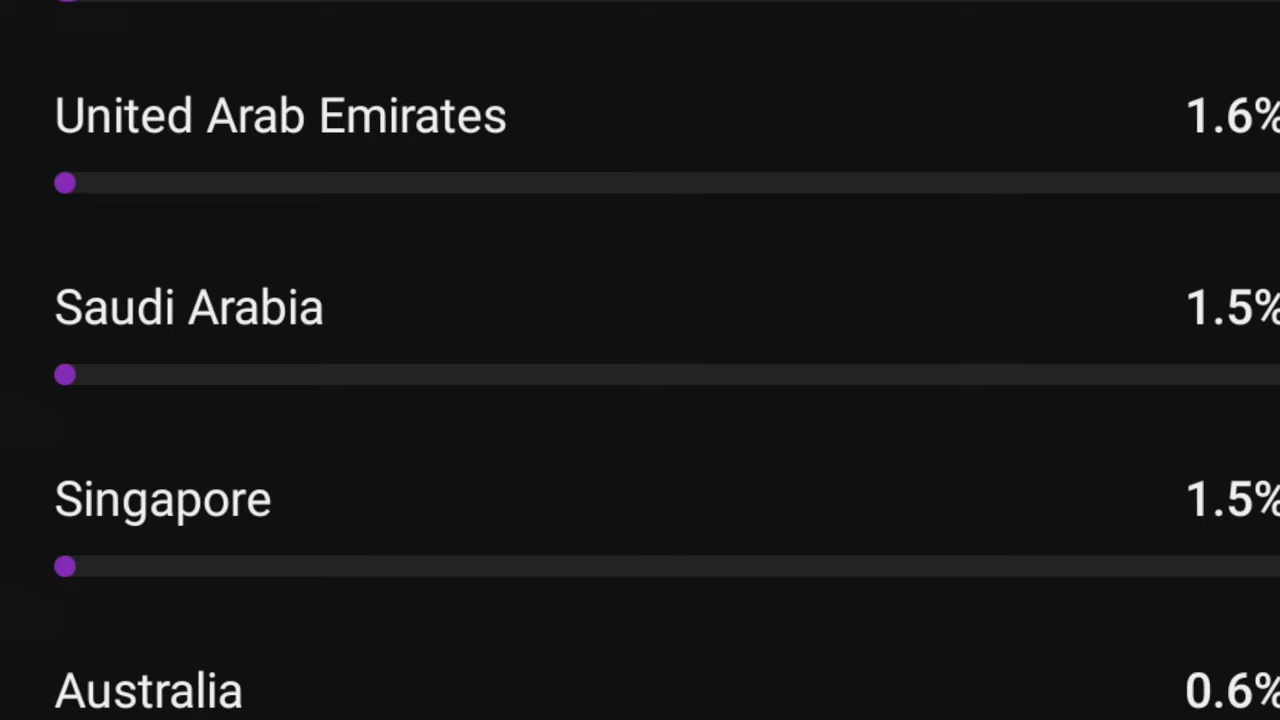 United Arab Emirates 1.6%
Saudi Arabia 1.5%
Singapore 1.5%
Australia 0.6%